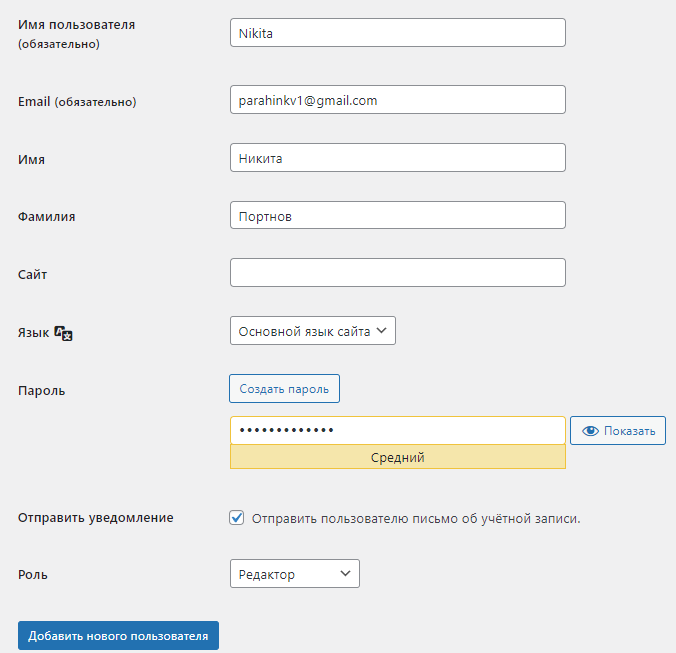 Имя пользователя
(обязательно)
Nikita
Email (обязательно)
parahinkv1@gmail.com
Имя
Никита
Фамилия
Портнов
Сайт
Язык
Основной язык сайта
Пароль
Создать пароль
•••••••••••••
Показать
Средний
Отправить уведомление
Отправить пользователю письмо об учётной записи.
Роль
Редактор
Добавить нового пользователя